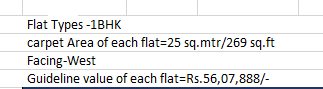 Flat Types -1BHK
carpet Area of each flat=25 sq.mtr/269 sq.ft
Facing-West
Guideline value of each flat=Rs.56,07,888/-